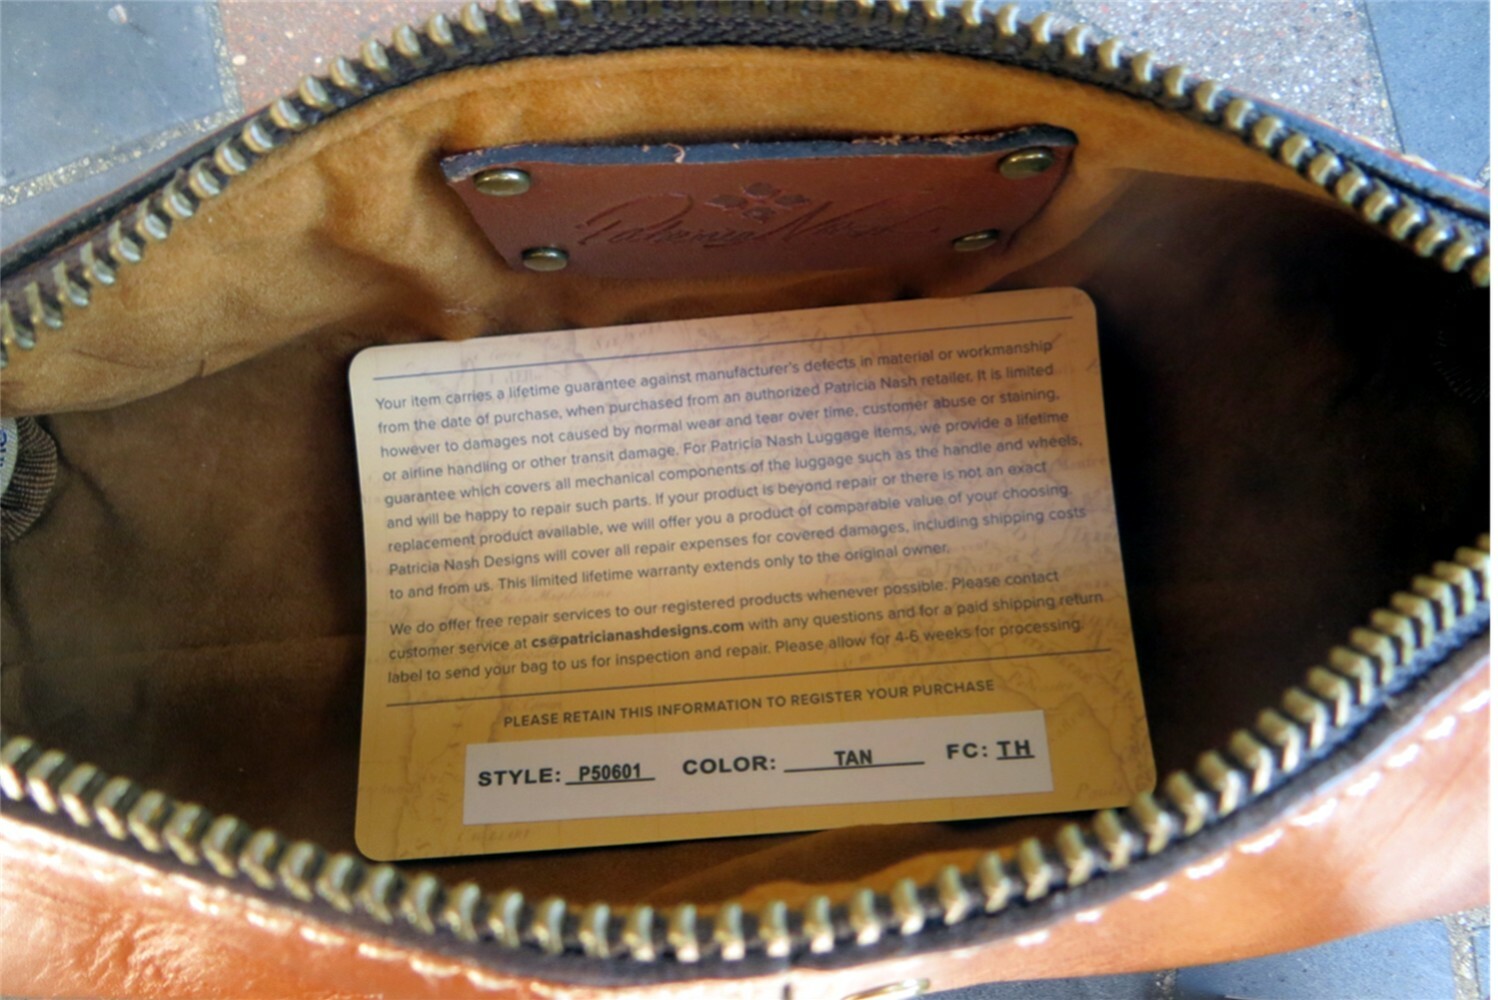 Patricia Nash
Your item carries a lifetime guarantee against manufacturer's defects in material or workmanship
from the date of purchase, when purchased from an authorized Patricia Nash retailer. It is limited
however to damages not caused by normal wear and tear over time, customer abuse or staining,
or airline handling or other transit damage. For Patricia Nash Luggage items, we provide a lifetime
guarantee which covers all mechanical components of the luggage such as the handle and wheels,
and will be happy to repair such parts. If your product is beyond repair or there is not an exact
replacement product available, we will offer you a product of comparable value of your choosing.
Patricia Nash Designs will cover all repair expenses for covered damages, including shipping costs
to and from us. This limited lifetime warranty extends only to the original owner.
We do offer free repair services to our registered products whenever possible. Please contact
customer service at cs@patricianashdesigns.com with any questions and for a paid shipping return
label to send your bag to us for inspection and repair. Please allow for 4-6 weeks for processing.
PLEASE RETAIN THIS INFORMATION TO REGISTER YOUR PURCHASE
STYLE: P50601 COLOR: TAN FC: TH